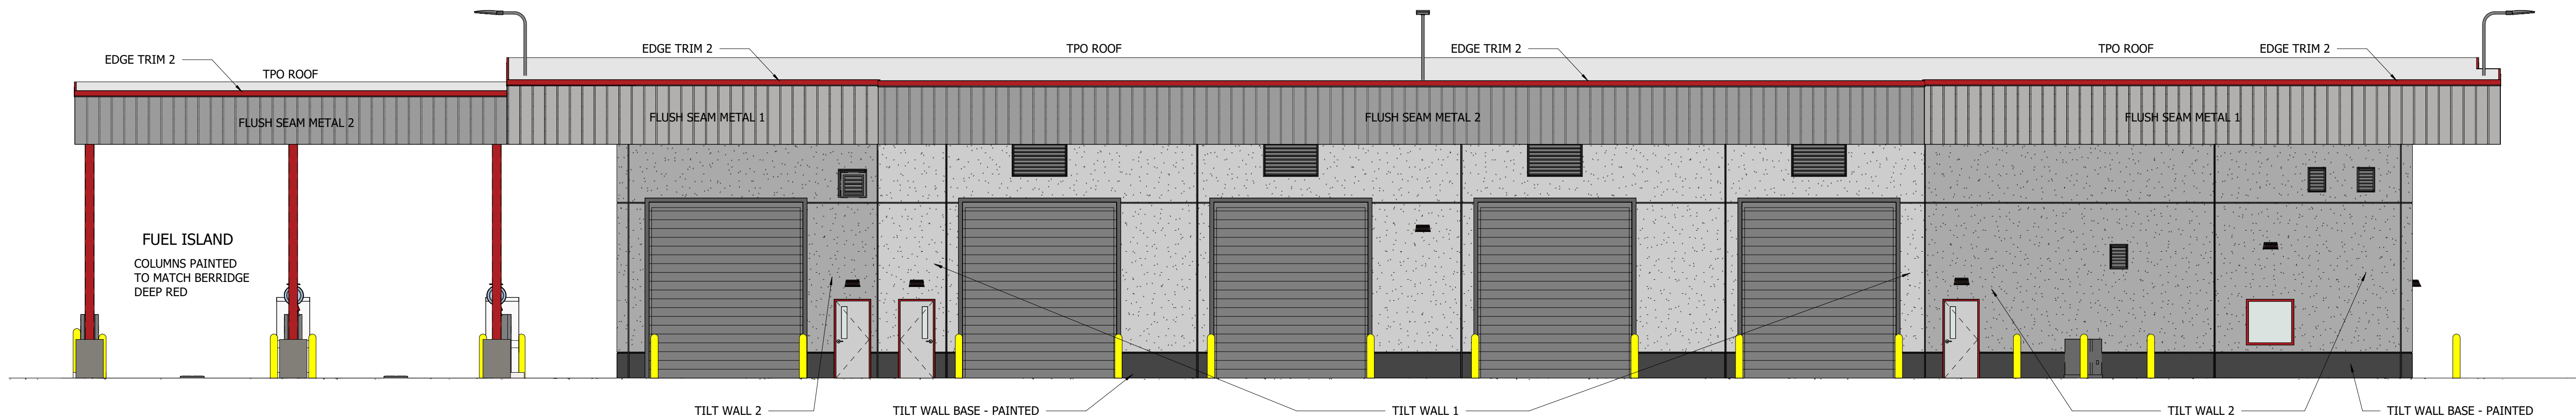 EDGE TRIM 2
TPO ROOF
EDGE TRIM 2
TPO ROOF
EDGE TRIM 2
TPO ROOF
EDGE TRIM 2
FLUSH SEAM METAL 2
FLUSH SEAM METAL 1
FLUSH SEAM METAL 2
FLUSH SEAM METAL 1
FUEL ISLAND
COLUMNS PAINTED
TO MATCH BERRIDGE
DEEP RED
TILT WALL 2
TILT WALL BASE - PAINTED
TILT WALL 1
TILT WALL 2
TILT WALL BASE - PAINTED